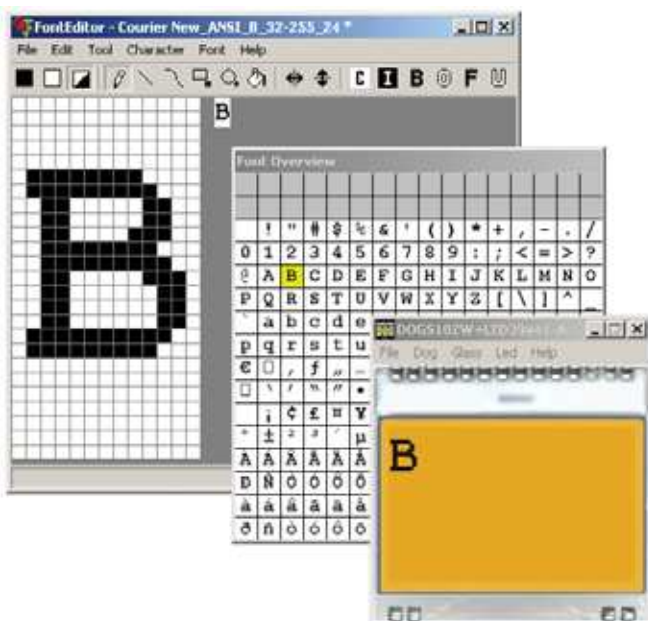 FontEditor - Courier New_ANSI_B_32-255_24 *
File Edit Tool Character Font Help
C I B O F U
B
Font Overview
! " # $ % & ' ( ) * + , - . /
0 1 2 3 4 5 6 7 8 9 : ; < = > ?
@ A B C D E F G H I J K L M N O
P Q R S T U V W X Y Z [ \ ] ^ _
` a b c d e
p q r s t u
€ , ƒ „
¡ ¢ £ ¤ ¥
° ± ² ³ ´ µ
À Á Â Ã Ä Å
Ð Ñ Ò Ó Ô Õ
à á â ã ä å
ð ñ ò ó ô õ
File Dog Glass Led Help
B